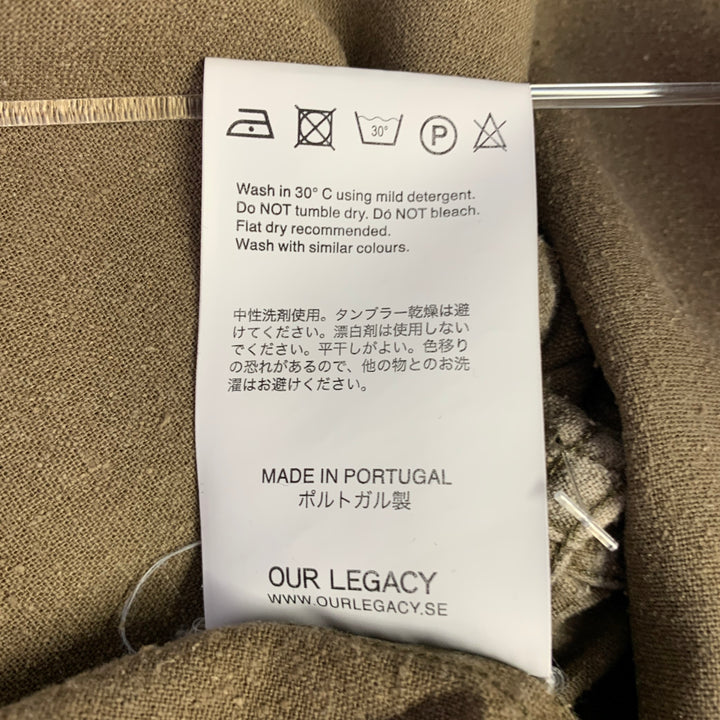 30°
P
Wash in 30° C using mild detergent.
Do NOT tumble dry. Dó NOT bleach.
Flat dry recommended.
Wash with similar colours.
中性洗剤使用。タンブラー乾燥は避
けてください。漂白剤は使用しない
でください。平干しがよい。色移り
の恐れがあるので、他の物とのお洗
濯はお避けください。
MADE IN PORTUGAL
ポルトガル製
OUR LEGACY
WWW.OURLEGACY.SE